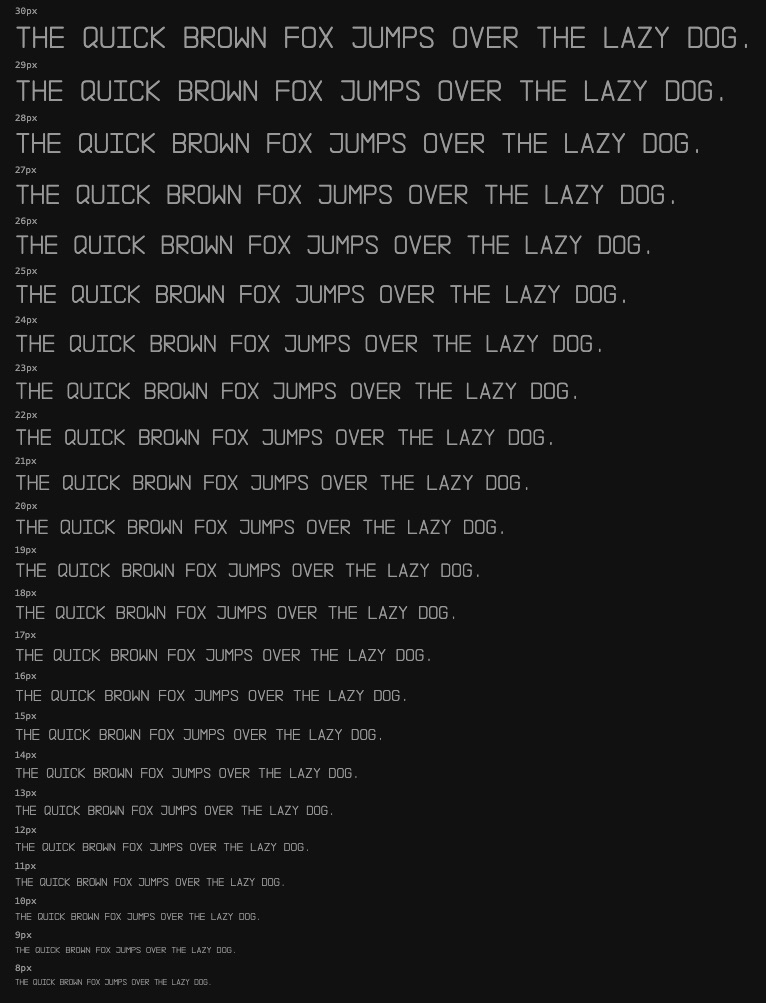 30px
THE QUICK BROWN FOX JUMPS OVER THE LAZY DOG.
29px
THE QUICK BROWN FOX JUMPS OVER THE LAZY DOG.
28px
THE QUICK BROWN FOX JUMPS OVER THE LAZY DOG.
27px
THE QUICK BROWN FOX JUMPS OVER THE LAZY DOG.
26px
THE QUICK BROWN FOX JUMPS OVER THE LAZY DOG.
25px
THE QUICK BROWN FOX JUMPS OVER THE LAZY DOG.
24px
THE QUICK BROWN FOX JUMPS OVER THE LAZY DOG.
23px
THE QUICK BROWN FOX JUMPS OVER THE LAZY DOG.
22px
THE QUICK BROWN FOX JUMPS OVER THE LAZY DOG.
21px
THE QUICK BROWN FOX JUMPS OVER THE LAZY DOG.
20px
THE QUICK BROWN FOX JUMPS OVER THE LAZY DOG.
19px
THE QUICK BROWN FOX JUMPS OVER THE LAZY DOG.
18px
THE QUICK BROWN FOX JUMPS OVER THE LAZY DOG.
17px
THE QUICK BROWN FOX JUMPS OVER THE LAZY DOG.
16px
THE QUICK BROWN FOX JUMPS OVER THE LAZY DOG.
15px
THE QUICK BROWN FOX JUMPS OVER THE LAZY DOG.
14px
THE QUICK BROWN FOX JUMPS OVER THE LAZY DOG.
13px
THE QUICK BROWN FOX JUMPS OVER THE LAZY DOG.
12px
THE QUICK BROWN FOX JUMPS OVER THE LAZY DOG.
11px
THE QUICK BROWN FOX JUMPS OVER THE LAZY DOG.
10px
THE QUICK BROWN FOX JUMPS OVER THE LAZY DOG.
9px
THE QUICK BROWN FOX JUMPS OVER THE LAZY DOG.
8px
THE QUICK BROWN FOX JUMPS OVER THE LAZY DOG.